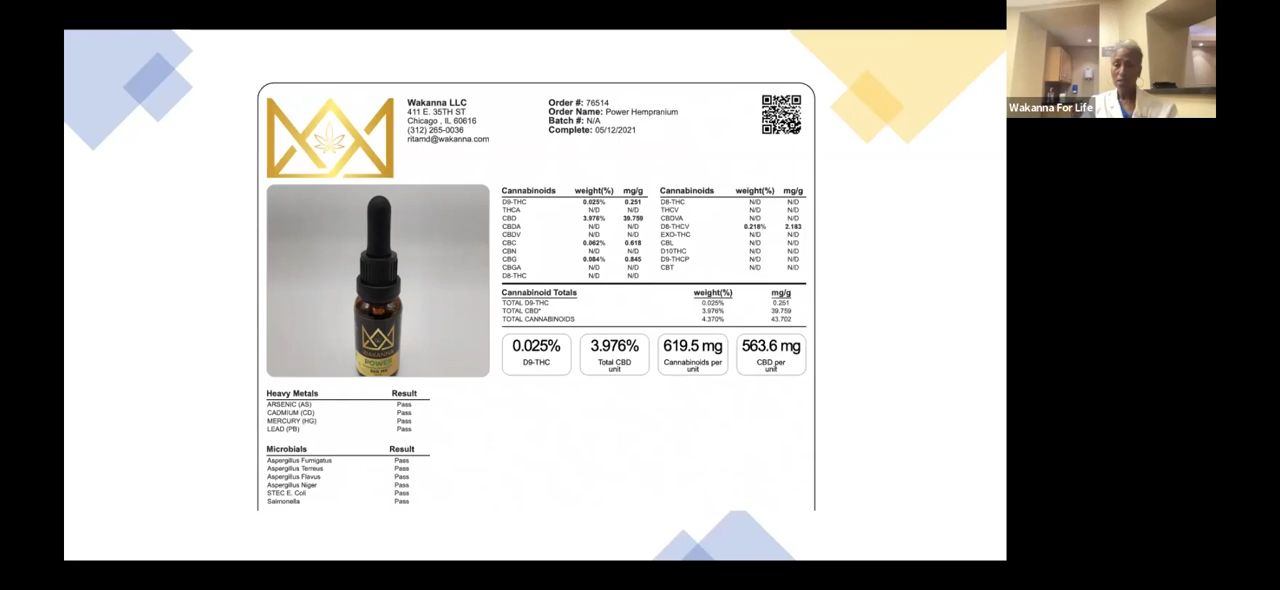 Wakanna For Life
Wakanna LLC
411 E. 35TH ST
Chicago , IL 60616
(312) 265-0036
ritamd@wakanna.com
Order #: 76514
Order Name: Power Hempranium
Batch #: N/A
Complete: 05/12/2021
WAKANNA
POWER
Cannabinoids weight(%) mg/g
D9-THC 0.025% 0.251
THCA N/D N/D
CBD 3.976% 39.759
CBDA N/D N/D
CBDV N/D N/D
CBC 0.062% 0.618
CBN N/D N/D
CBG 0.084% 0.845
CBGA N/D N/D
D8-THC N/D N/D
Cannabinoids weight(%) mg/g
D8-THC N/D N/D
THCV N/D N/D
CBDVA N/D N/D
D8-THCV 0.218% 2.183
EXO-THC N/D N/D
CBL N/D N/D
D10THC N/D N/D
D9-THCP N/D N/D
CBT N/D N/D
Cannabinoid Totals weight(%) mg/g
TOTAL D9-THC 0.025% 0.251
TOTAL CBD* 3.976% 39.759
TOTAL CANNABINOIDS 4.370% 43.702
0.025%
D9-THC
3.976%
Total CBD
unit
619.5 mg
Cannabinoids per
unit
563.6 mg
CBD per
unit
Heavy Metals Result
ARSENIC (AS) Pass
CADMIUM (CD) Pass
MERCURY (HG) Pass
LEAD (PB) Pass
Microbials Result
Aspergillus Fumigatus Pass
Aspergillus Terreus Pass
Aspergillus Flavus Pass
Aspergillus Niger Pass
STEC E. Coli Pass
Salmonella Pass